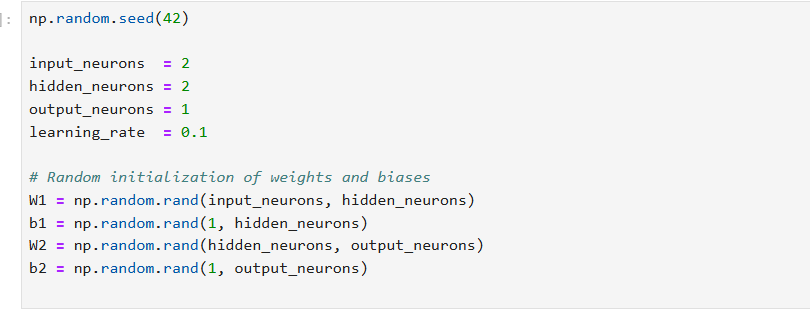 ]:
np.random.seed(42)
input_neurons  = 2
hidden_neurons = 2
output_neurons = 1
learning_rate  = 0.1
# Random initialization of weights and biases
W1 = np.random.rand(input_neurons, hidden_neurons)
b1 = np.random.rand(1, hidden_neurons)
W2 = np.random.rand(hidden_neurons, output_neurons)
b2 = np.random.rand(1, output_neurons)